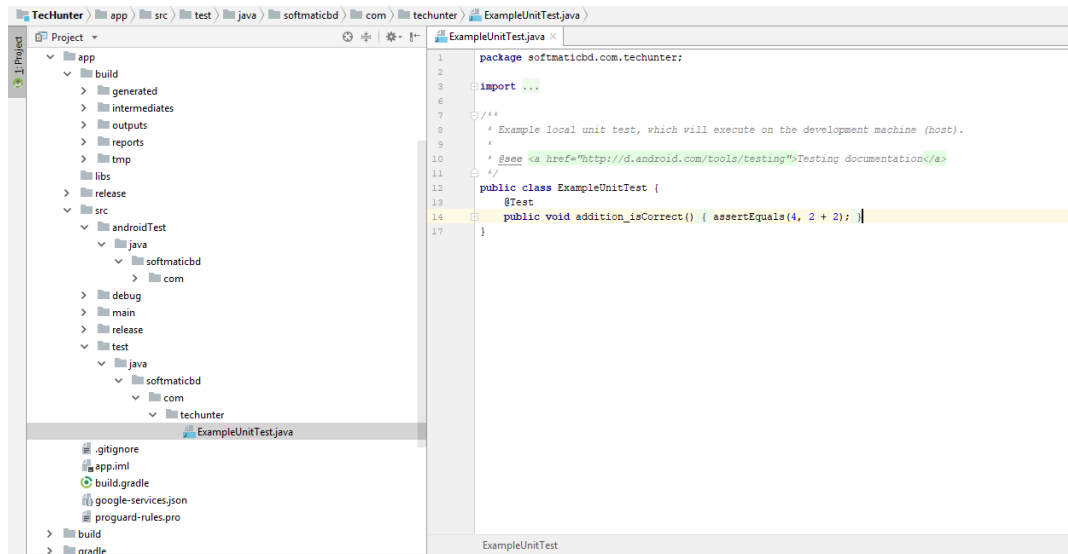 TecHunter app src test java softmaticbd com techunter ExampleUnitTest.java
1: Project
Project
app
build
generated
intermediates
outputs
reports
tmp
libs
release
src
androidTest
java
softmaticbd
com
debug
main
release
test
java
softmaticbd
com
techunter
ExampleUnitTest.java
.gitignore
app.iml
build.gradle
google-services.json
proguard-rules.pro
build
gradle
ExampleUnitTest.java
1 package softmaticbd.com.techunter;
2
3 import ...
6
7 /**
8 * Example local unit test, which will execute on the development machine (host).
9 *
10 * @see <a href="http://d.android.com/tools/testing">Testing documentation</a>
11 */
12 public class ExampleUnitTest {
13 @Test
14 public void addition_isCorrect() { assertEquals(4, 2 + 2); }
17 }
ExampleUnitTest